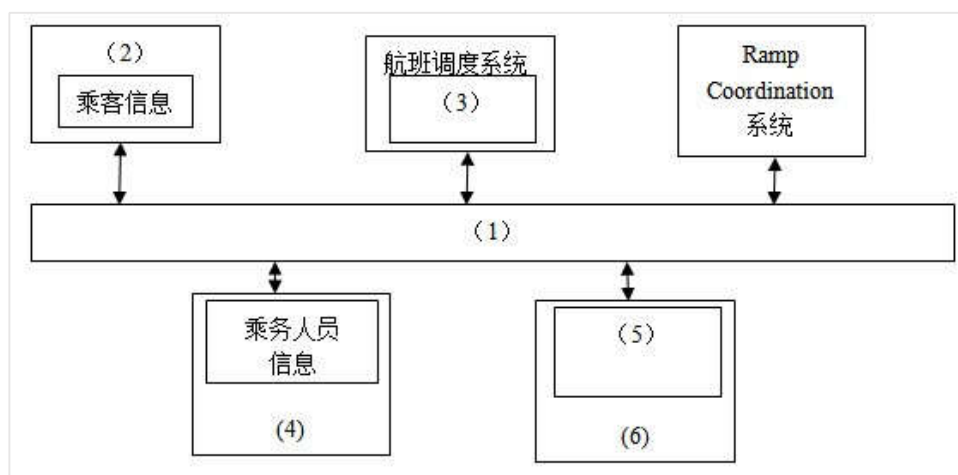 （2）
乘客信息
航班调度系统
（3）
Ramp
Coordination
系统
（1）
乘务人员
信息
(4)
（5）
(6)